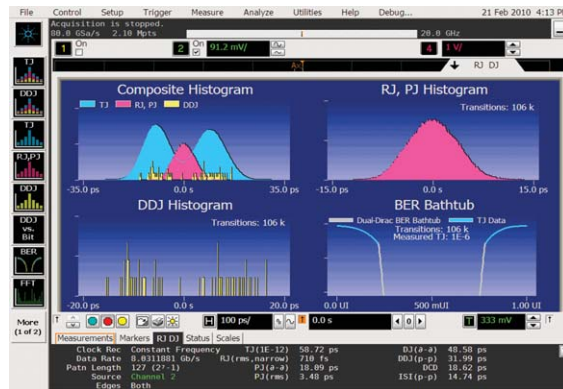 File Control Setup Trigger Measure Analyze Utilities Help Debug... 21 Feb 2010 4:13 P
Acquisition is stopped.
80.0 GSa/s 2.10 Mpts 20.0 GHz
1 On 2 On 91.2 mV/ 4 1 V/
RJ DJ
TJ
DDJ
TJ
RJ,PJ
DDJ
DDJ
vs.
Bit
BER
FFT
More
(1 of 2)
Composite Histogram
TJ RJ, PJ DDJ
-35.0 ps 0.0 s 35.0 ps
RJ, PJ Histogram
Transitions: 106 k
-15.0 ps 0.0 s 15.0 ps
DDJ Histogram
Transitions: 106 k
-20.0 ps 0.0 s 20.0 ps
BER Bathtub
Dual-Drac BER Bathtub TJ Data
Transitions: 106 k
Measured TJ: 1E-6
0.0 UI 500 mUI 1.00 UI
H 100 ps/ 0.0 s 0 T 333 mV
Measurements Markers RJ DJ Status Scales
Clock Rec Constant Frequency TJ(1E-12) 58.72 ps DJ(∂-∂) 48.58 ps
Data Rate 8.0311881 Gb/s RJ(rms,narrow) 710 fs DDJ(p-p) 31.99 ps
Patn Length 127 (2⁷-1) PJ(∂-∂) 18.09 ps DCD 18.62 ps
Source Channel 2 PJ(rms) 3.48 ps ISI(p-p) 14.74 ps
Edges Both